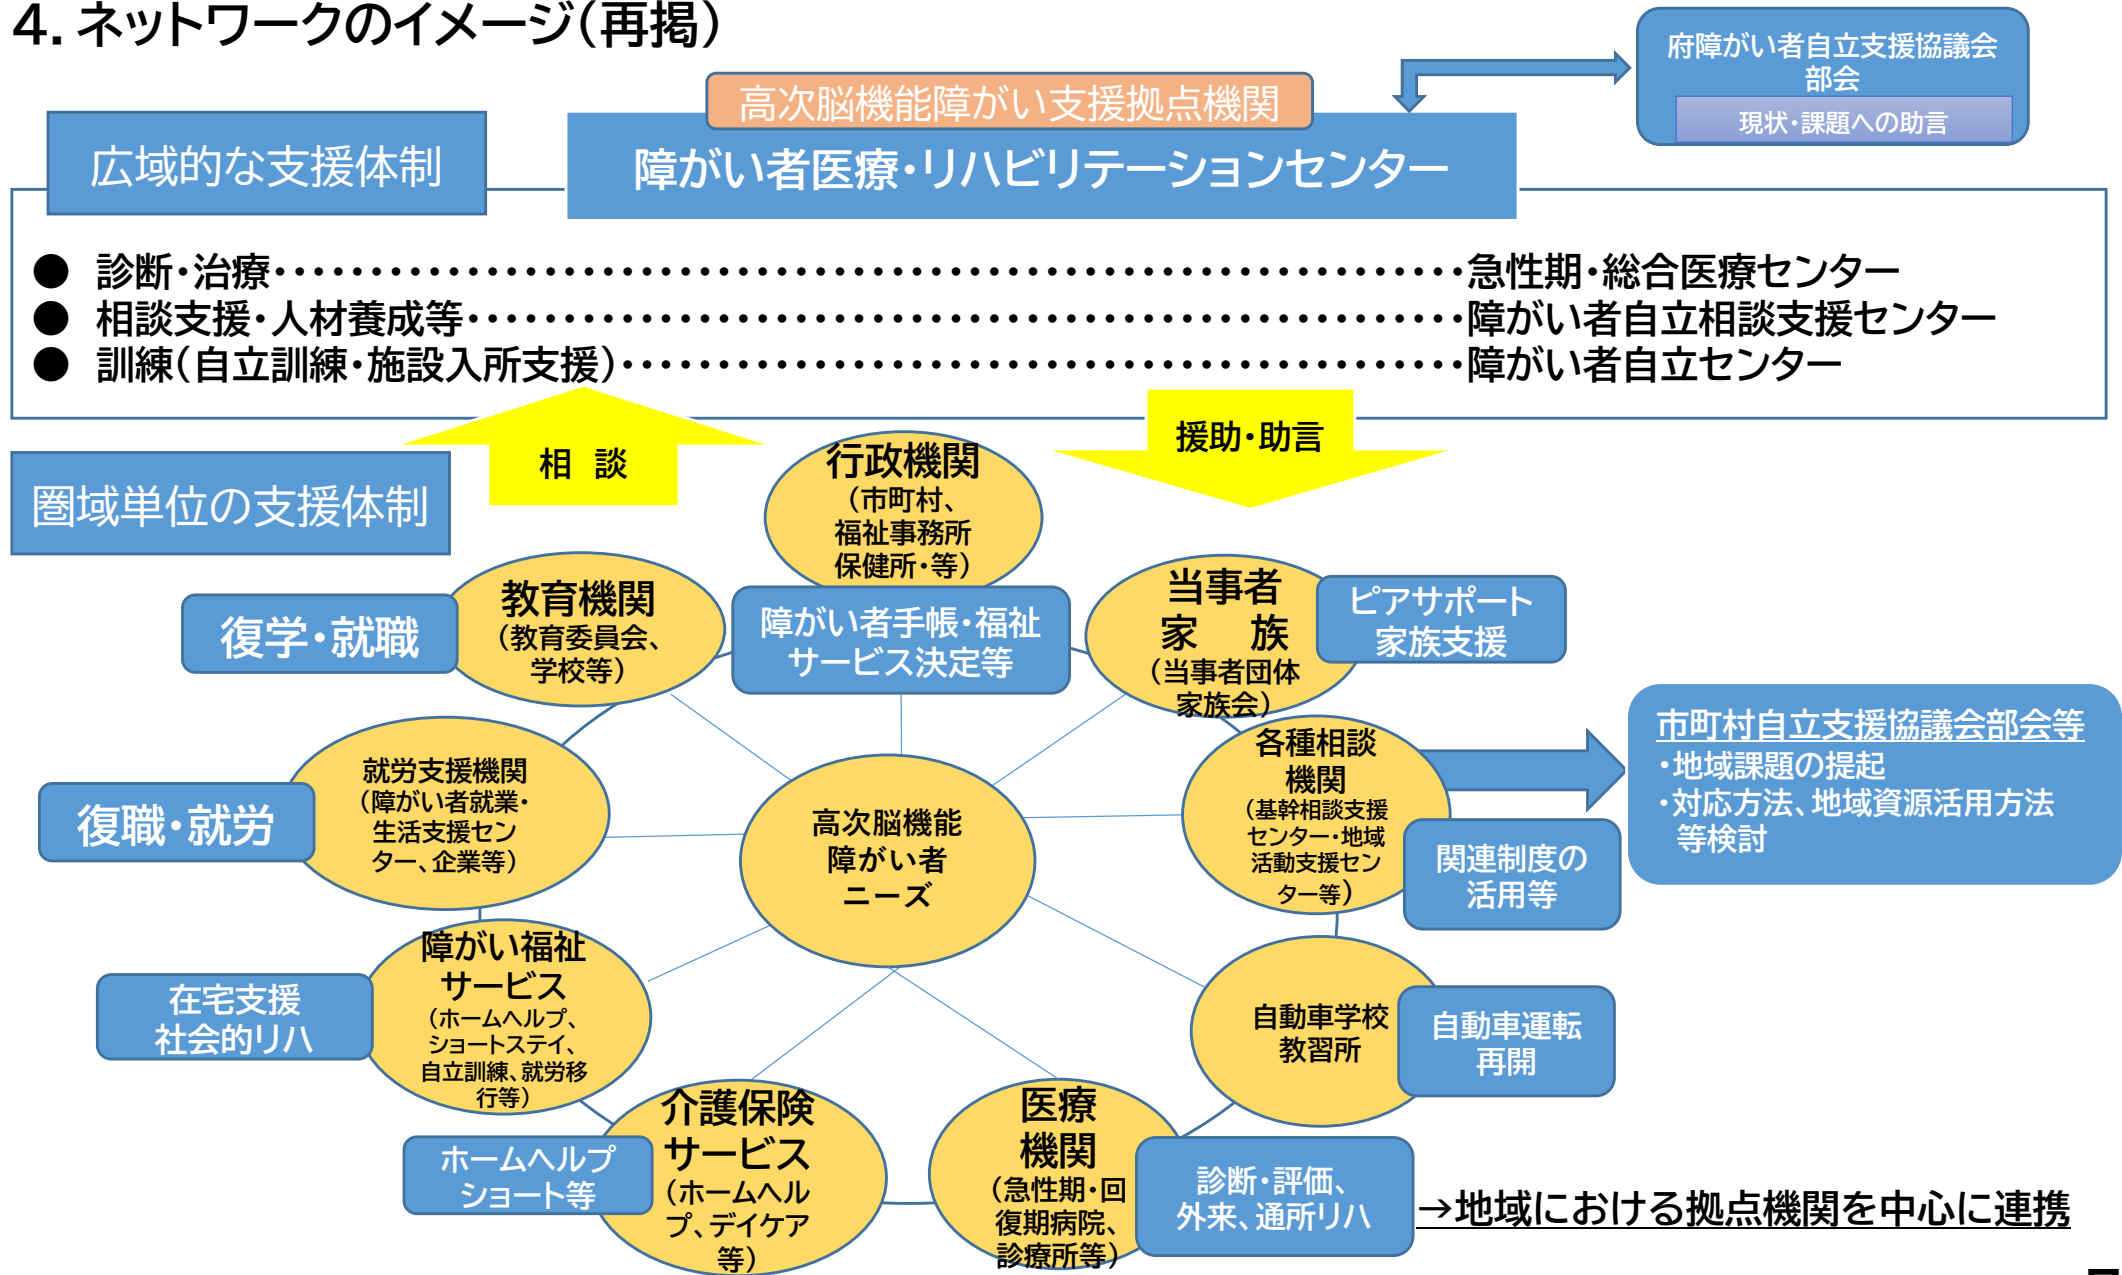 4.ネットワークのイメージ（再掲）
府障がい者自立支援協議会
部会
現状・課題への助言
高次脳機能障がい支援拠点機関
障がい者医療・リハビリテーションセンター
広域的な支援体制
● 診断・治療・・・・・・・・・・・・・・・・・・・・・・・・・・・・・・・・・・・・・・・・・・・・・・・・・・・・・・・・・・・・・・急性期・総合医療センター
● 相談支援・人材養成等・・・・・・・・・・・・・・・・・・・・・・・・・・・・・・・・・・・・・・・・・・・・・・・・・・・・障がい者自立相談支援センター
● 訓練（自立訓練・施設入所支援）・・・・・・・・・・・・・・・・・・・・・・・・・・・・・・・・・・・・・・・・・・・・障がい者自立センター
相 談
援助・助言
圏域単位の支援体制
行政機関
（市町村、
福祉事務所
保健所・等）
障がい者手帳・福祉
サービス決定等
教育機関
（教育委員会、
学校等）
復学・就職
当事者
家 族
（当事者団体
家族会）
ピアサポート
家族支援
就労支援機関
（障がい者就業・
生活支援セン
ター、企業等）
復職・就労
高次脳機能
障がい者
ニーズ
各種相談
機関
（基幹相談支援
センター・地域
活動支援セン
ター等）
関連制度の
活用等
市町村自立支援協議会部会等
・地域課題の提起
・対応方法、地域資源活用方法
等検討
障がい福祉
サービス
（ホームヘルプ、
ショートステイ、
自立訓練、就労移
行等）
在宅支援
社会的リハ
自動車学校
教習所
自動車運転
再開
介護保険
サービス
（ホームヘル
プ、デイケア
等）
ホームヘルプ
ショート等
医療
機関
（急性期・回
復期病院、
診療所等）
診断・評価、
外来、通所リハ
→地域における拠点機関を中心に連携